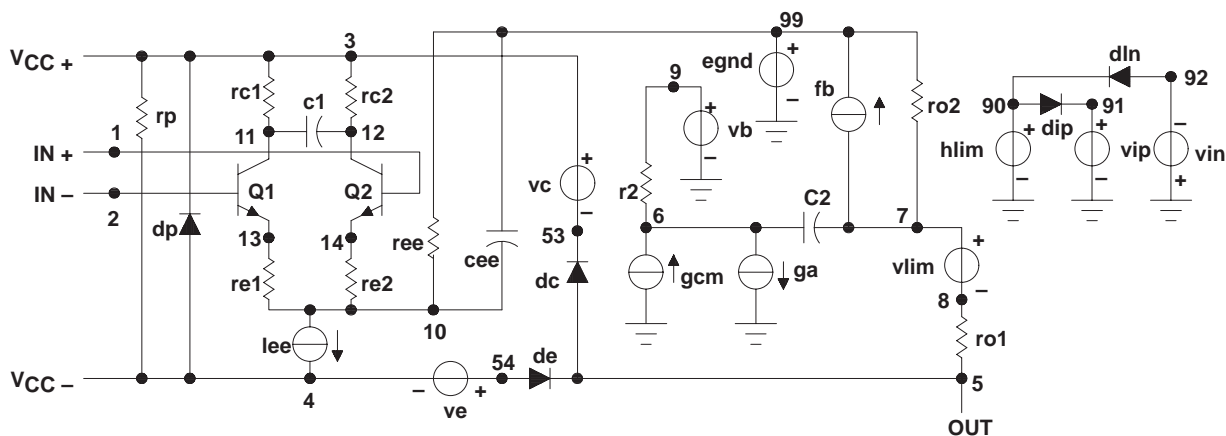 99
VCC +
3
egnd
+
−
9
fb
ro2
+
vb
−
dln
92
90
91
dip
hlim
+
−
+
vip
−
−
vin
+
rp
rc1
c1
rc2
1
11
12
IN +
IN −
2
Q1
Q2
dp
13
14
ree
cee
re1
re2
10
+
vc
−
53
dc
r2
6
C2
7
gcm
ga
vlim
+
−
8
ro1
lee
VCC −
4
−
ve
+
54
de
5
OUT